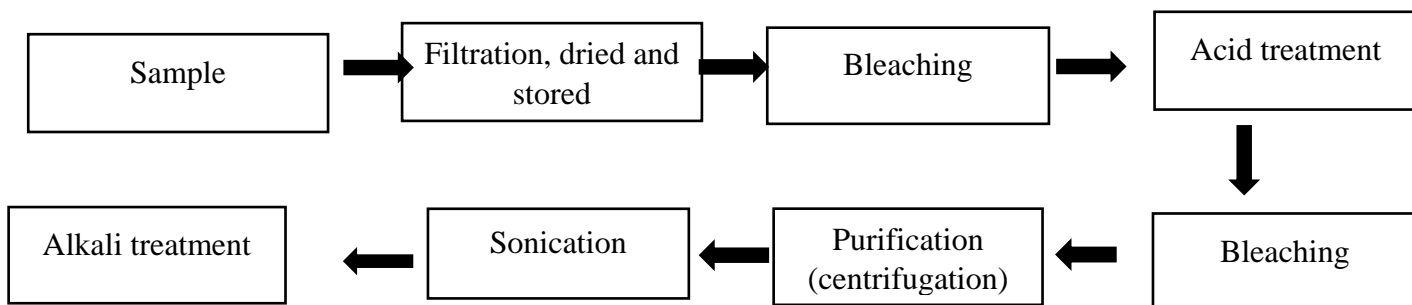 Sample
Filtration, dried and
stored
Bleaching
Acid treatment
Bleaching
Purification
(centrifugation)
Sonication
Alkali treatment